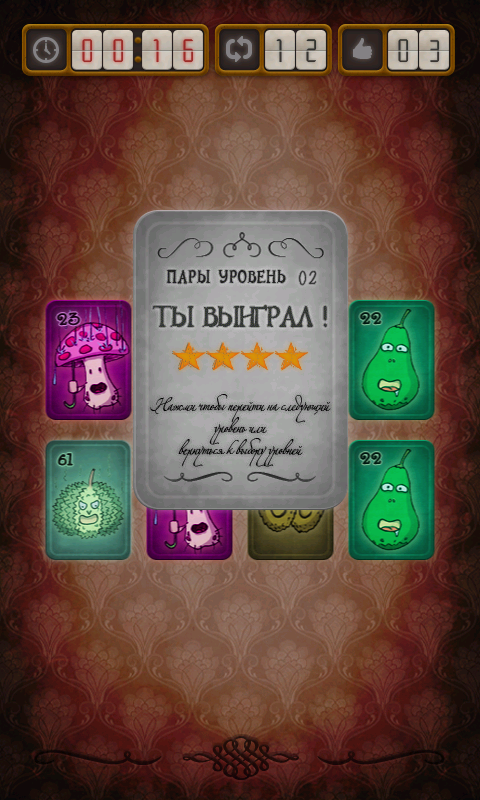 00:16 12 03
ПАРЫ УРОВЕНЬ 02
ТЫ ВЫИГРАЛ !
23
22
Нажми чтобы перейти на следующий
уровень или
вернуться к выбору уровней
61
22